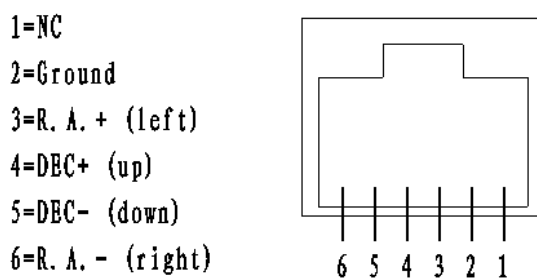 1=NC
2=Ground
3=R.A.+ (left)
4=DEC+ (up)
5=DEC- (down)
6=R.A.- (right)
6 5 4 3 2 1